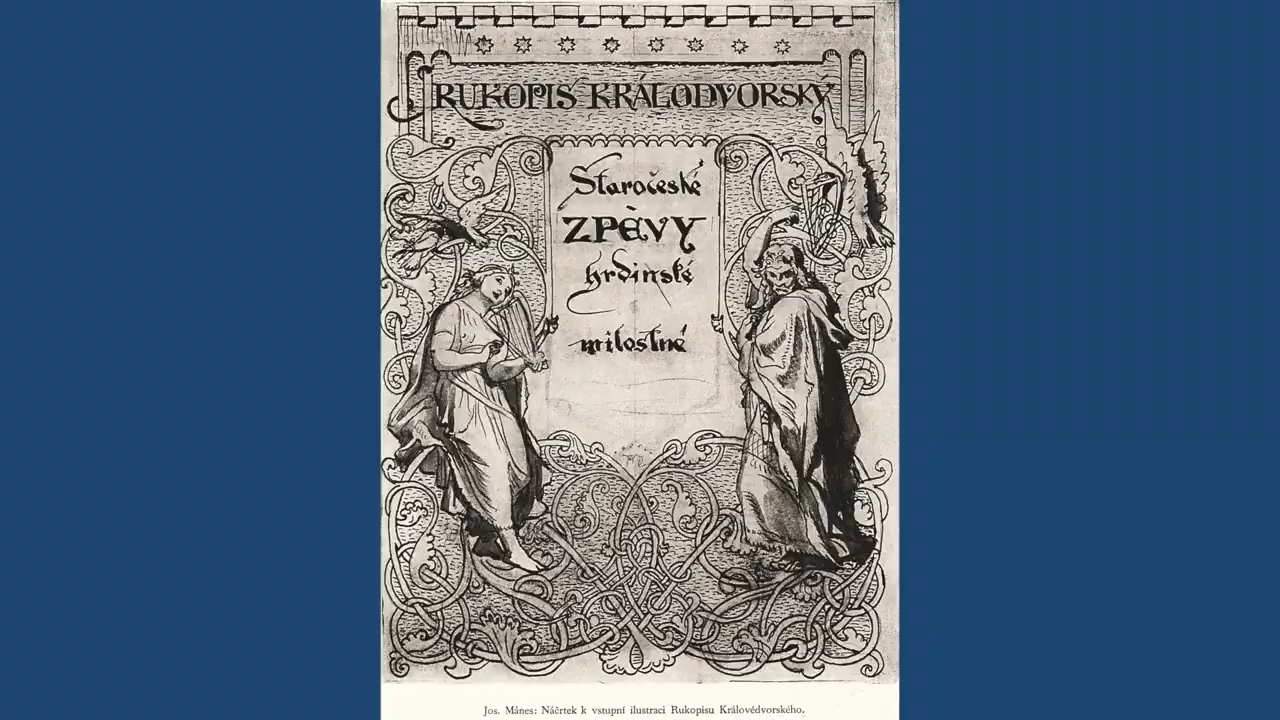 RUKOPIS KRÁLODVORSKÝ
Staročeské
ZPĚVY
hrdinské
milostné
Jos. Mánes: Náčrtek k vstupní ilustraci Rukopisu Královédvorského.